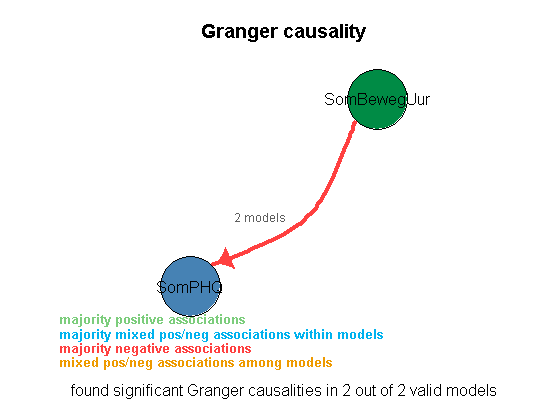 Granger causality
SomBewegUur
2 models
SomPHQ
majority positive associations
majority mixed pos/neg associations within models
majority negative associations
mixed pos/neg associations among models
found significant Granger causalities in 2 out of 2 valid models